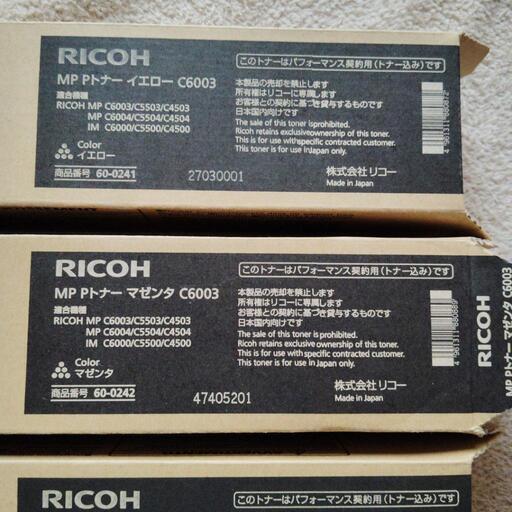 RICOH
MP Pトナー イエロー C6003
適合機種
RICOH MP C6003/C5503/C4503
MP C6004/C5504/C4504
IM C6000/C5500/C4500
Color
イエロー
商品番号 60-0241
27030001
このトナーはパフォーマンス契約用(トナー込み)です
本製品の売却を禁止します
所有権はリコーに専属します
お客様との契約に基づき使用を貸与するものです
日本国内向けです
The sale of this toner is prohibited.
Ricoh retains exclusive ownership of this toner.
This is for use with specific contracted customer.
This toner is for use in Japan only.
株式会社リコー
Made in Japan
RICOH
MP Pトナー マゼンタ C6003
適合機種
RICOH MP C6003/C5503/C4503
MP C6004/C5504/C4504
IM C6000/C5500/C4500
Color
マゼンタ
商品番号 60-0242
47405201
このトナーはパフォーマンス契約用(トナー込み)です
本製品の売却を禁止します
所有権はリコーに専属します
お客様との契約に基づき貸与するものです
日本国内向けです
The sale of this toner is prohibited.
Ricoh retains exclusive ownership of this toner.
This is for use with specific contracted customer.
This toner is for use in Japan only.
株式会社リコー
Made in Japan
RICOH
MP Pトナー マゼンタ C6003
RICOH
このトナーはパフォーマンス契約用(トナー込み)です